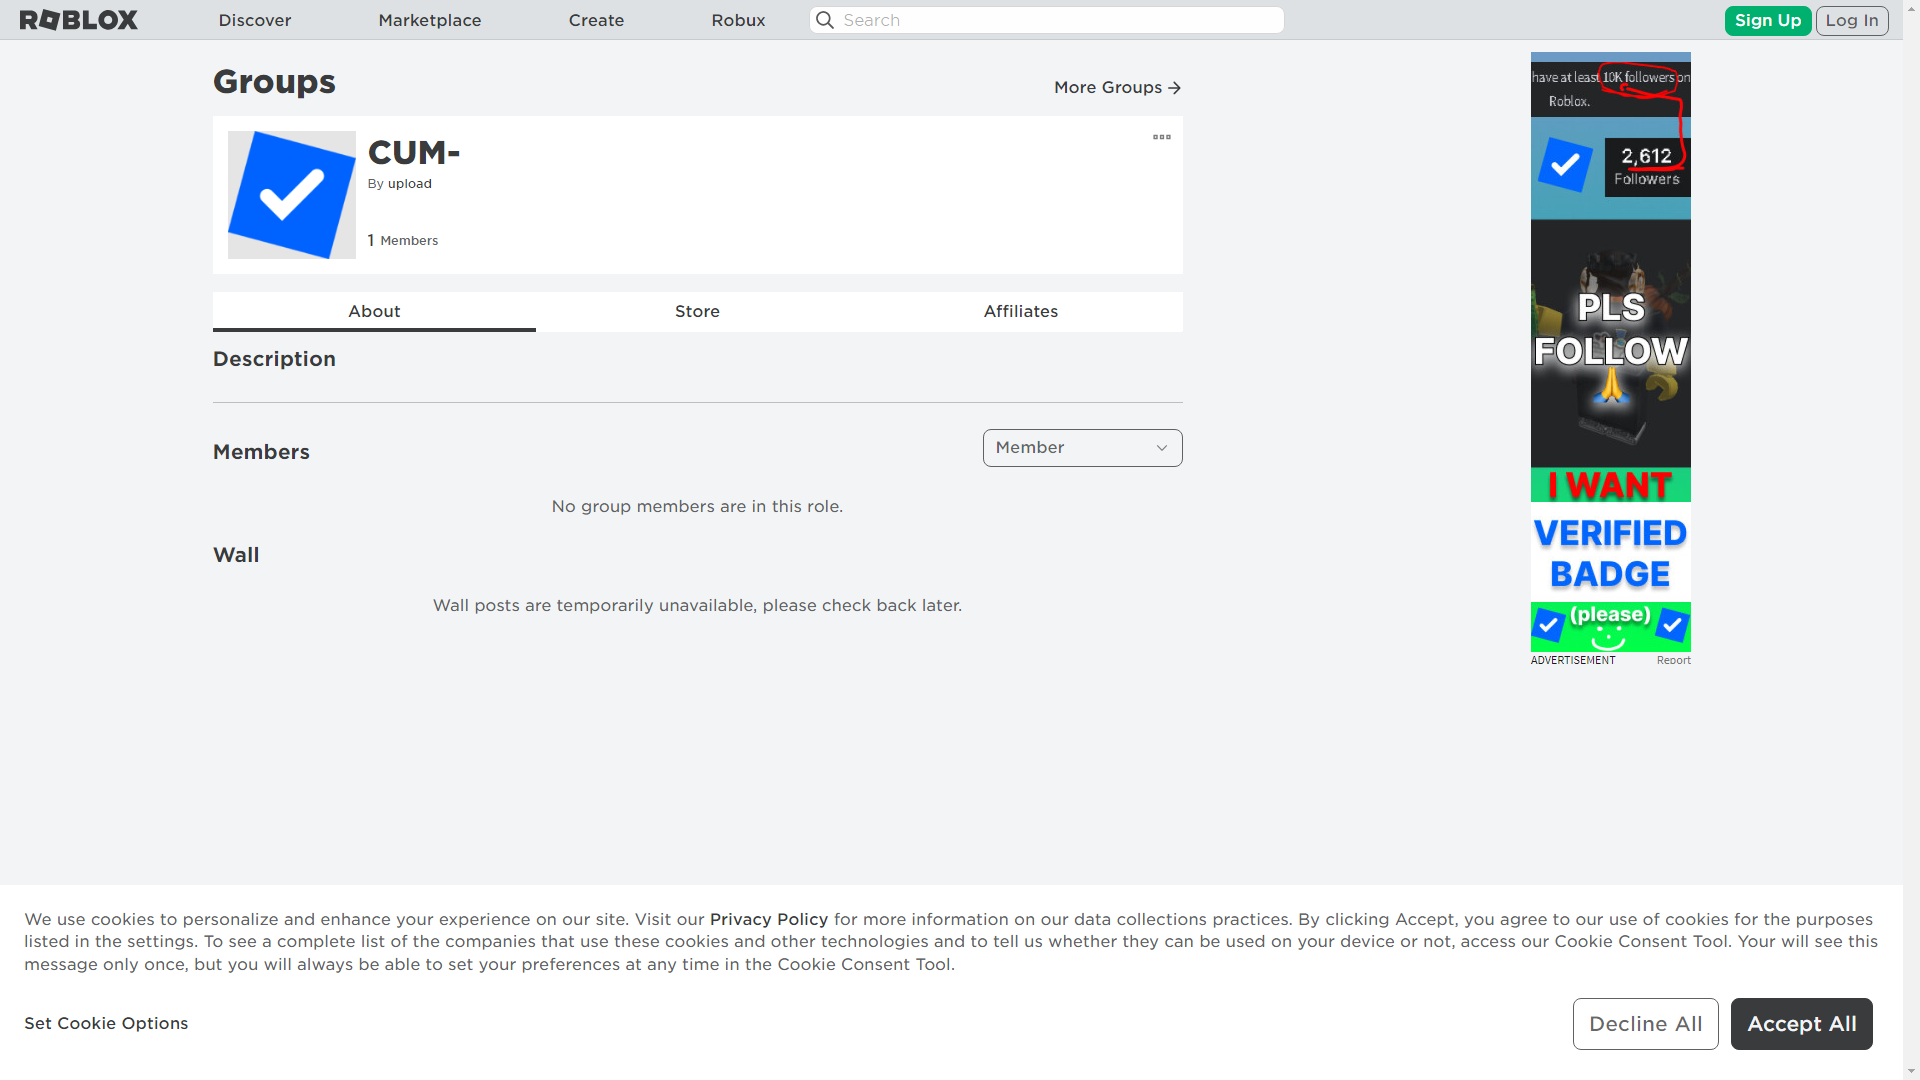 ROBLOX
Discover
Marketplace
Create
Robux
Search
Sign Up
Log In
Groups
More Groups
CUM-
By upload
1 Members
About
Store
Affiliates
Description
Members
Member
No group members are in this role.
Wall
Wall posts are temporarily unavailable, please check back later.
have at least 10K followers on
Roblox.
2,612
Followers
PLS
FOLLOW
I WANT
VERIFIED
BADGE
(please)
ADVERTISEMENT
Report
We use cookies to personalize and enhance your experience on our site. Visit our Privacy Policy for more information on our data collections practices. By clicking Accept, you agree to our use of cookies for the purposes
listed in the settings. To see a complete list of the companies that use these cookies and other technologies and to tell us whether they can be used on your device or not, access our Cookie Consent Tool. Your will see this
message only once, but you will always be able to set your preferences at any time in the Cookie Consent Tool.
Set Cookie Options
Decline All
Accept All